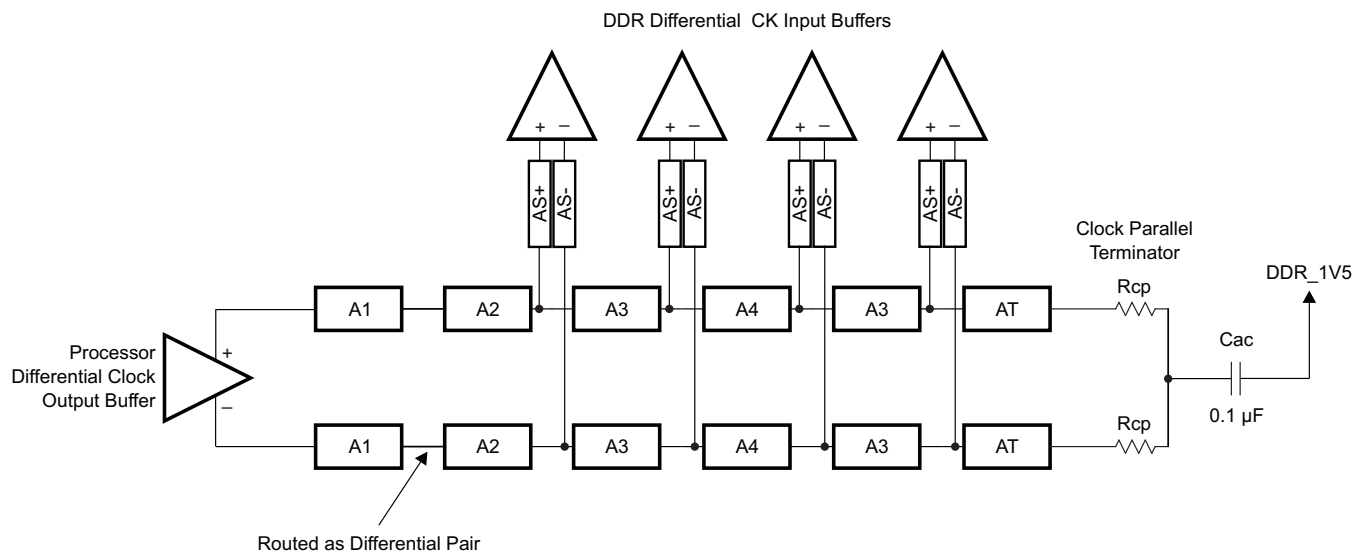 DDR Differential CK Input Buffers
+ – + – + – + –
AS+ AS- AS+ AS- AS+ AS- AS+ AS-
Clock Parallel
Terminator
DDR_1V5
A1 A2 A3 A4 A3 AT Rcp
Processor
Differential Clock
Output Buffer
+
–
Cac
0.1 µF
A1 A2 A3 A4 A3 AT Rcp
Routed as Differential Pair